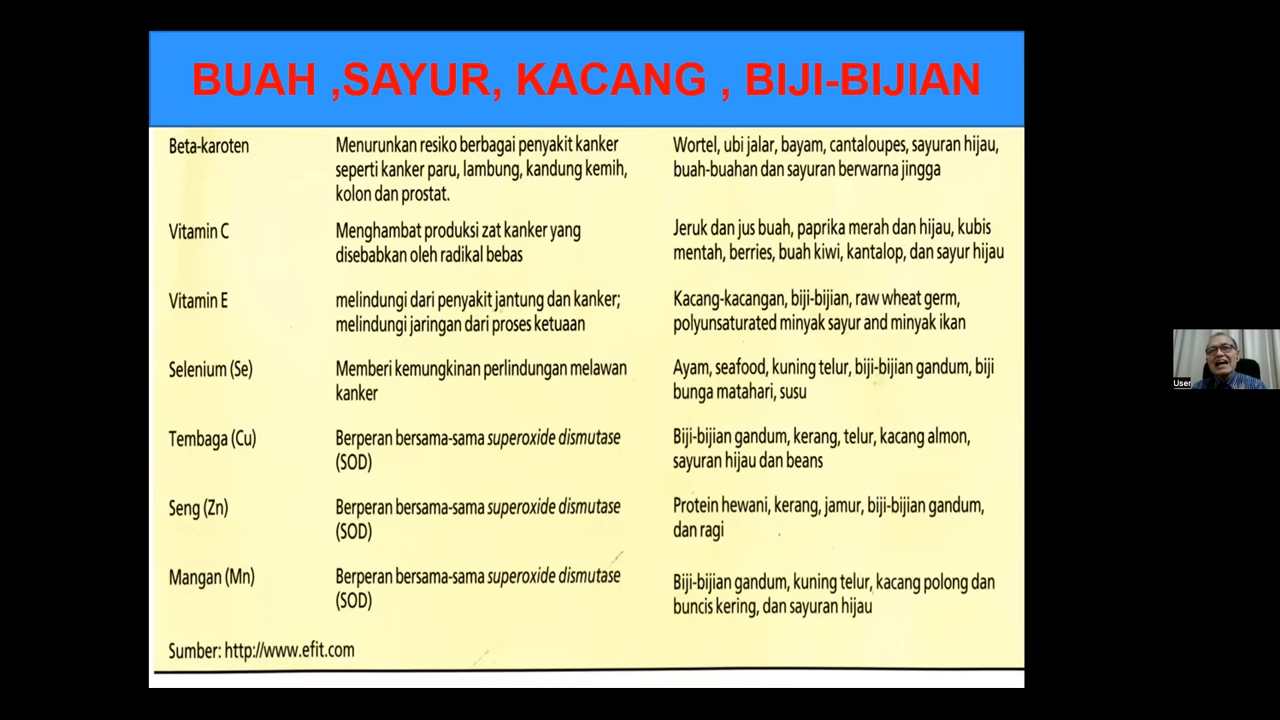 BUAH ,SAYUR, KACANG , BIJI-BIJIAN
Beta-karoten
Menurunkan resiko berbagai penyakit kanker
seperti kanker paru, lambung, kandung kemih,
kolon dan prostat.
Wortel, ubi jalar, bayam, cantaloupes, sayuran hijau,
buah-buahan dan sayuran berwarna jingga
Vitamin C
Menghambat produksi zat kanker yang
disebabkan oleh radikal bebas
Jeruk dan jus buah, paprika merah dan hijau, kubis
mentah, berries, buah kiwi, kantalop, dan sayur hijau
Vitamin E
melindungi dari penyakit jantung dan kanker;
melindungi jaringan dari proses ketuaan
Kacang-kacangan, biji-bijian, raw wheat germ,
polyunsaturated minyak sayur and minyak ikan
Selenium (Se)
Memberi kemungkinan perlindungan melawan
kanker
Ayam, seafood, kuning telur, biji-bijian gandum, biji
bunga matahari, susu
Tembaga (Cu)
Berperan bersama-sama superoxide dismutase
(SOD)
Biji-bijian gandum, kerang, telur, kacang almon,
sayuran hijau dan beans
Seng (Zn)
Berperan bersama-sama superoxide dismutase
(SOD)
Protein hewani, kerang, jamur, biji-bijian gandum,
dan ragi
Mangan (Mn)
Berperan bersama-sama superoxide dismutase
(SOD)
Biji-bijian gandum, kuning telur, kacang polong dan
buncis kering, dan sayuran hijau
Sumber: http://www.efit.com
User